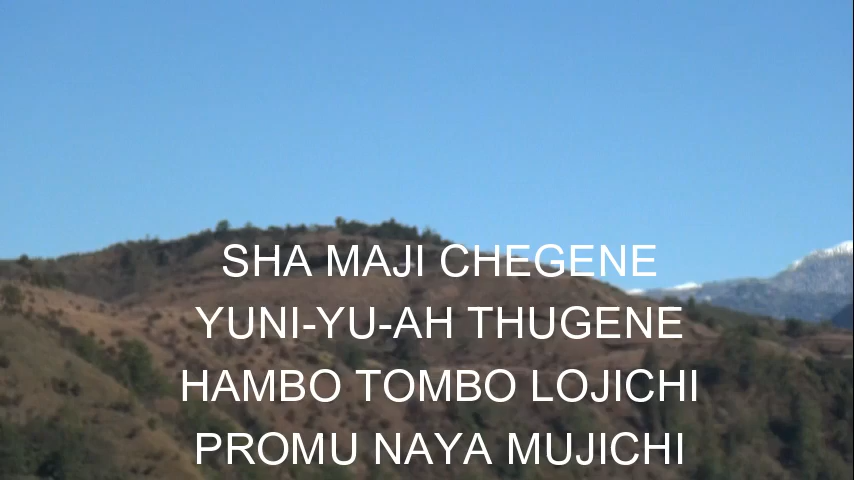 SHA MAJI CHEGENE
YUNI-YU-AH THUGENE
HAMBO TOMBO LOJICHI
PROMU NAYA MUJICHI